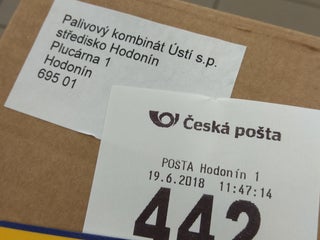 Palivový kombinát Ústí s.p.
středisko Hodonín
Plucárna 1
Hodonín
695 01
Česká pošta
POSTA Hodonín 1
19.6.2018 11:47:14
442